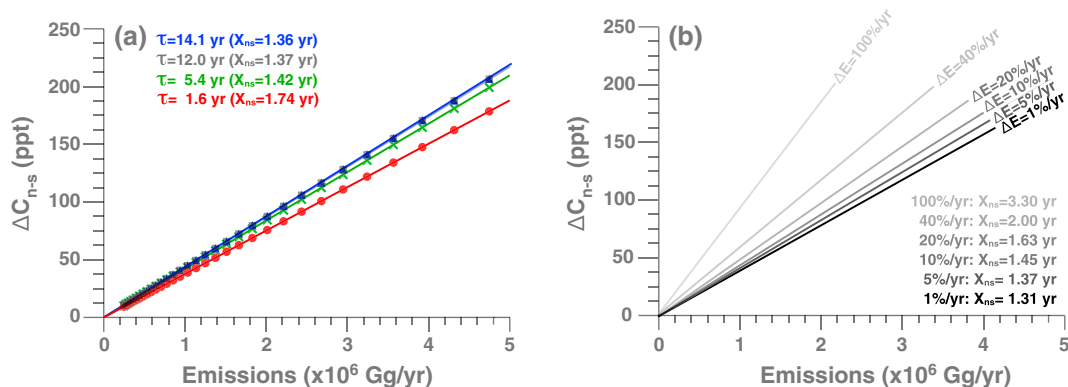 (a)
τ=14.1 yr (Xns=1.36 yr)
τ=12.0 yr (Xns=1.37 yr)
τ= 5.4 yr (Xns=1.42 yr)
τ= 1.6 yr (Xns=1.74 yr)
250
200
150
100
50
0
ΔCn-s (ppt)
0 1 2 3 4 5
Emissions (x10⁶ Gg/yr)
(b)
250
200
150
100
50
0
ΔCn-s (ppt)
ΔE=100%/yr
ΔE=40%/yr
ΔE=20%/yr
ΔE=10%/yr
ΔE=5%/yr
ΔE=1%/yr
100%/yr: Xns=3.30 yr
40%/yr: Xns=2.00 yr
20%/yr: Xns=1.63 yr
10%/yr: Xns=1.45 yr
5%/yr: Xns=1.37 yr
1%/yr: Xns= 1.31 yr
0 1 2 3 4 5
Emissions (x10⁶ Gg/yr)